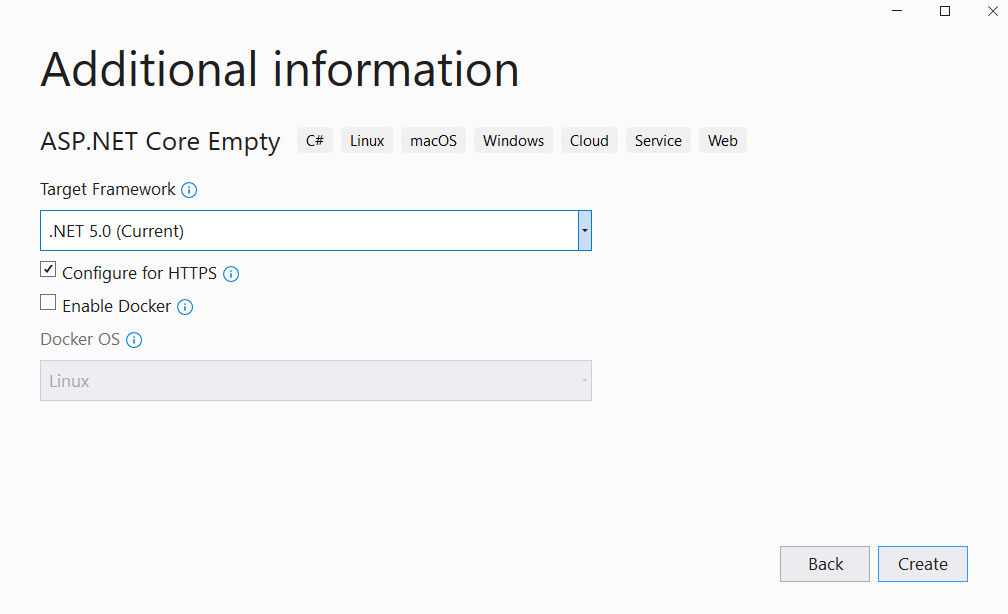 Additional information
ASP.NET Core Empty C# Linux macOS Windows Cloud Service Web
Target Framework
.NET 5.0 (Current)
Configure for HTTPS
Enable Docker
Docker OS
Linux
Back Create